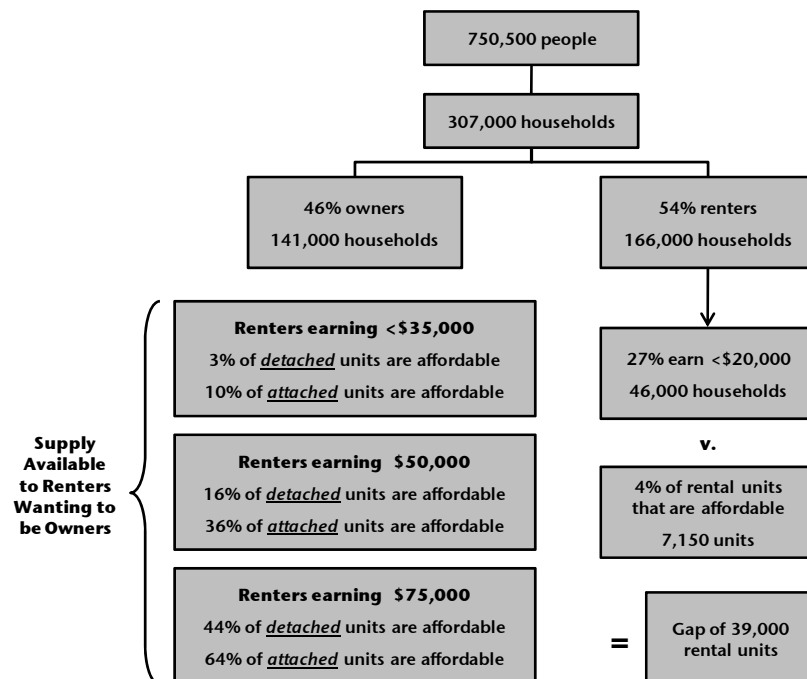 750,500 people
307,000 households
46% owners
141,000 households
54% renters
166,000 households
Supply
Available
to Renters
Wanting to
be Owners
Renters earning <$35,000
3% of detached units are affordable
10% of attached units are affordable
Renters earning $50,000
16% of detached units are affordable
36% of attached units are affordable
Renters earning $75,000
44% of detached units are affordable
64% of attached units are affordable
27% earn <$20,000
46,000 households
v.
4% of rental units
that are affordable
7,150 units
=
Gap of 39,000
rental units